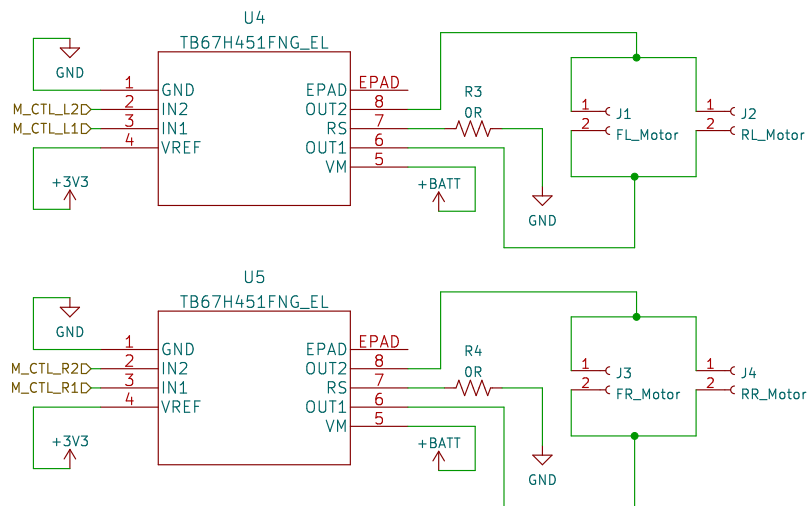 U4
TB67H451FNG_EL
GND
1 GND
M_CTL_L2 2 IN2
M_CTL_L1 3 IN1
4 VREF
+3V3
EPAD EPAD
OUT2 8
RS 7
OUT1 6
VM 5
R3
0R
+BATT
GND
1 J1
2 FL_Motor
1 J2
2 RL_Motor
U5
TB67H451FNG_EL
GND
1 GND
M_CTL_R2 2 IN2
M_CTL_R1 3 IN1
4 VREF
+3V3
EPAD EPAD
OUT2 8
RS 7
OUT1 6
VM 5
R4
0R
+BATT
GND
1 J3
2 FR_Motor
1 J4
2 RR_Motor